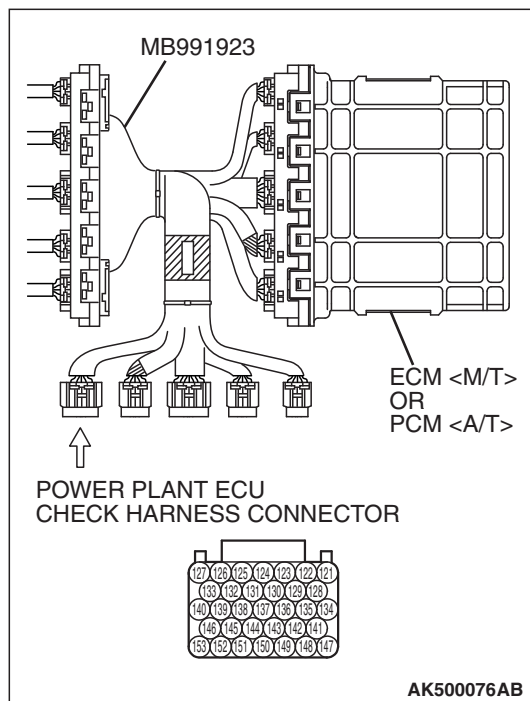 MB991923
ECM <M/T>
OR
PCM <A/T>
POWER PLANT ECU
CHECK HARNESS CONNECTOR
127 126 125 124 123 122 121
133 132 131 130 129 128
140 139 138 137 136 135 134
146 145 144 143 142 141
153 152 151 150 149 148 147
AK500076AB